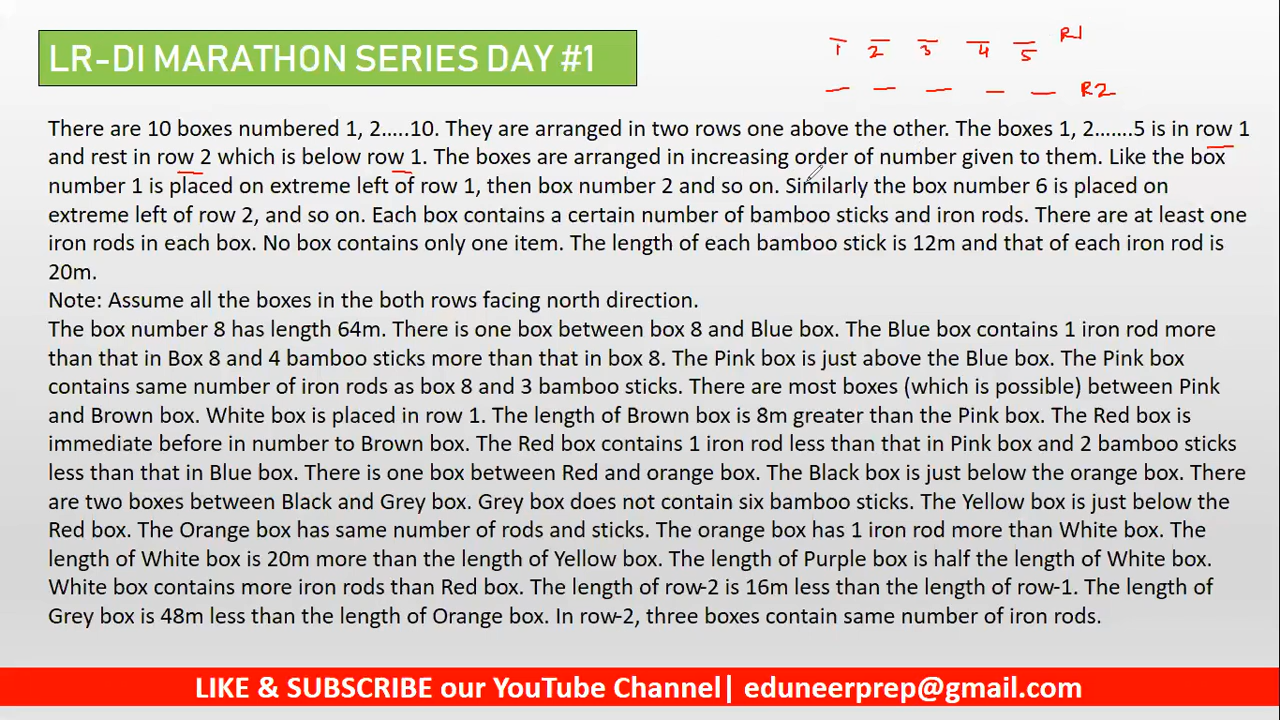 LR-DI MARATHON SERIES DAY #1
1 2 3 4 5 R1
R2
There are 10 boxes numbered 1, 2.....10. They are arranged in two rows one above the other. The boxes 1, 2.......5 is in row 1
and rest in row 2 which is below row 1. The boxes are arranged in increasing order of number given to them. Like the box
number 1 is placed on extreme left of row 1, then box number 2 and so on. Similarly the box number 6 is placed on
extreme left of row 2, and so on. Each box contains a certain number of bamboo sticks and iron rods. There are at least one
iron rods in each box. No box contains only one item. The length of each bamboo stick is 12m and that of each iron rod is
20m.
Note: Assume all the boxes in the both rows facing north direction.
The box number 8 has length 64m. There is one box between box 8 and Blue box. The Blue box contains 1 iron rod more
than that in Box 8 and 4 bamboo sticks more than that in box 8. The Pink box is just above the Blue box. The Pink box
contains same number of iron rods as box 8 and 3 bamboo sticks. There are most boxes (which is possible) between Pink
and Brown box. White box is placed in row 1. The length of Brown box is 8m greater than the Pink box. The Red box is
immediate before in number to Brown box. The Red box contains 1 iron rod less than that in Pink box and 2 bamboo sticks
less than that in Blue box. There is one box between Red and orange box. The Black box is just below the orange box. There
are two boxes between Black and Grey box. Grey box does not contain six bamboo sticks. The Yellow box is just below the
Red box. The Orange box has same number of rods and sticks. The orange box has 1 iron rod more than White box. The
length of White box is 20m more than the length of Yellow box. The length of Purple box is half the length of White box.
White box contains more iron rods than Red box. The length of row-2 is 16m less than the length of row-1. The length of
Grey box is 48m less than the length of Orange box. In row-2, three boxes contain same number of iron rods.
LIKE & SUBSCRIBE our YouTube Channel| eduneerprep@gmail.com